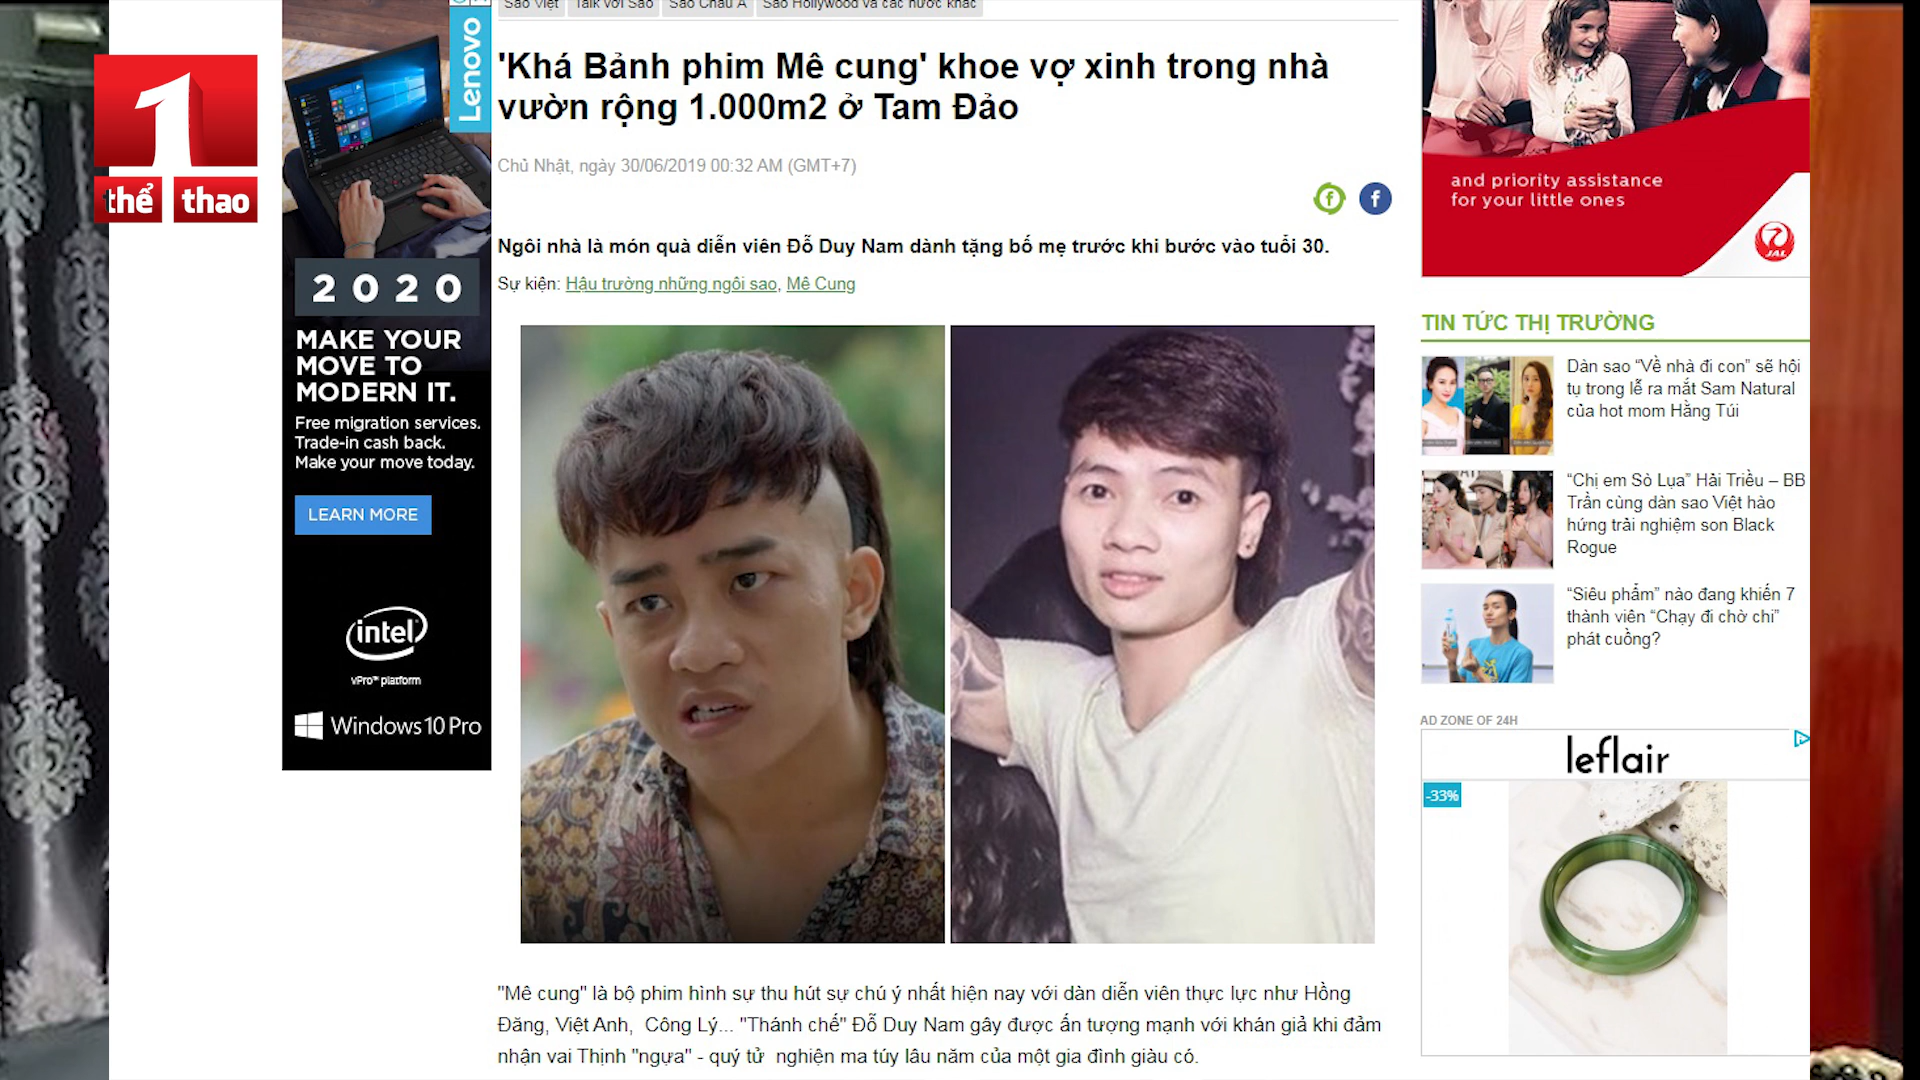 Sao Việt
Talk với Sao
Sao Châu Á
Sao Hollywood và các nước khác
'Khá Bảnh phim Mê cung' khoe vợ xinh trong nhà
vườn rộng 1.000m2 ở Tam Đảo
Chủ Nhật, ngày 30/06/2019 00:32 AM (GMT+7)
Ngôi nhà là món quà diễn viên Đỗ Duy Nam dành tặng bố mẹ trước khi bước vào tuổi 30.
Sự kiện: Hậu trường những ngôi sao, Mê Cung
"Mê cung" là bộ phim hình sự thu hút sự chú ý nhất hiện nay với dàn diễn viên thực lực như Hồng
Đăng, Việt Anh,  Công Lý... "Thánh chế" Đỗ Duy Nam gây được ấn tượng mạnh với khán giả khi đảm
nhận vai Thịnh "ngựa" - quý tử  nghiện ma túy lâu năm của một gia đình giàu có.
1
thể thao
Lenovo
2020
MAKE YOUR
MOVE TO
MODERN IT.
Free migration services.
Trade-in cash back.
Make your move today.
LEARN MORE
intel
vPro™ platform
Windows 10 Pro
and priority assistance
for your little ones
JAL
TIN TỨC THỊ TRƯỜNG
Dàn sao “Về nhà đi con” sẽ hội
tụ trong lễ ra mắt Sam Natural
của hot mom Hằng Túi
“Chị em Sò Lụa” Hải Triều – BB
Trần cùng dàn sao Việt hào
hứng trải nghiệm son Black
Rogue
“Siêu phẩm” nào đang khiến 7
thành viên “Chạy đi chờ chi”
phát cuồng?
AD ZONE OF 24H
leflair
-33%